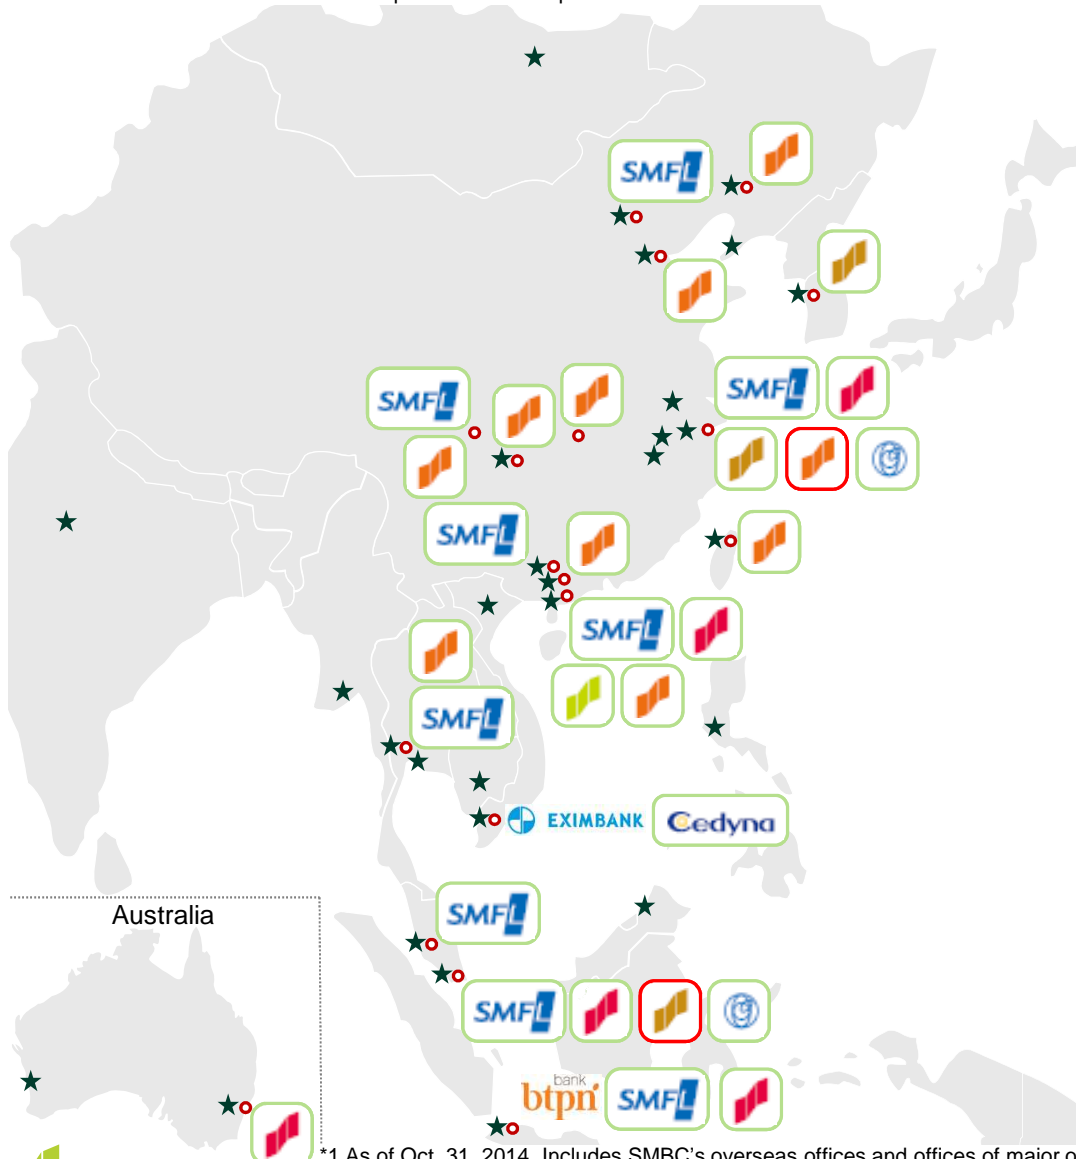 SMFL
SMFL
SMFL
SMFL
SMFL
SMFL
EXIMBANK Cedyna
SMFL
Australia
SMFL
bank
btpn SMFL
*1 As of Oct. 31, 2014. Includes SMBC's overseas offices and offices of major